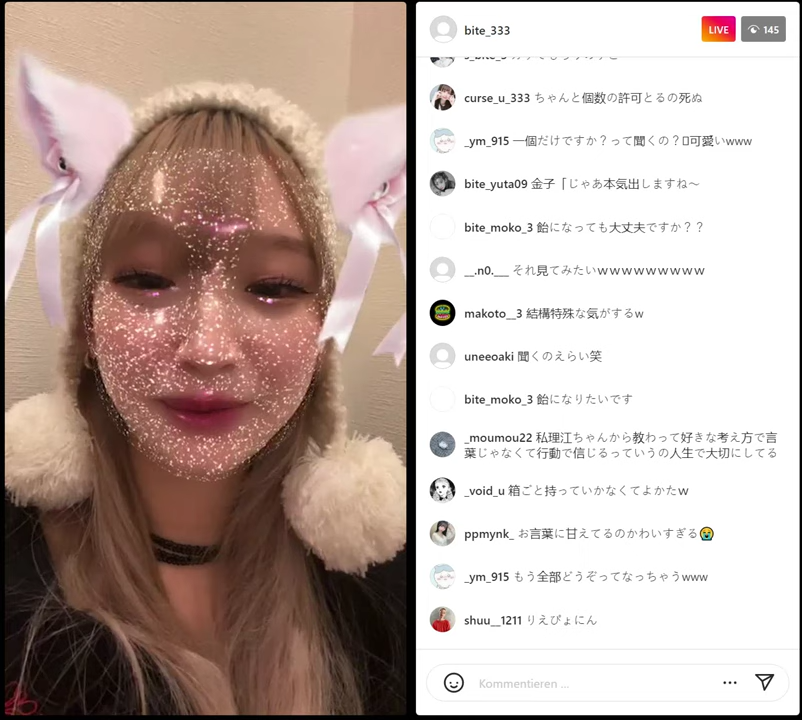 bite_333
LIVE
145
curse_u_333 ちゃんと個数の許可とるの死ぬ
_ym_915 一個だけですか？って聞くの？可愛いwww
bite_yuta09 金子「じゃあ本気出しますね〜
bite_moko_3 飴になっても大丈夫ですか？？
__.n0.___ それ見てみたいｗｗｗｗｗｗｗｗｗ
makoto__3 結構特殊な気がするw
uneeoaki 聞くのえらい笑
bite_moko_3 飴になりたいです
_moumou22 私理江ちゃんから教わって好きな考え方で言
葉じゃなくて行動で信じるっていうの人生で大切にしてる
_void_u 箱ごと持っていかなくてよかたｗ
ppmynk_ お言葉に甘えてるのかわいすぎる😭
_ym_915 もう全部どうぞってなっちゃうwww
shuu__1211 りえぴょにん
Kommentieren ...